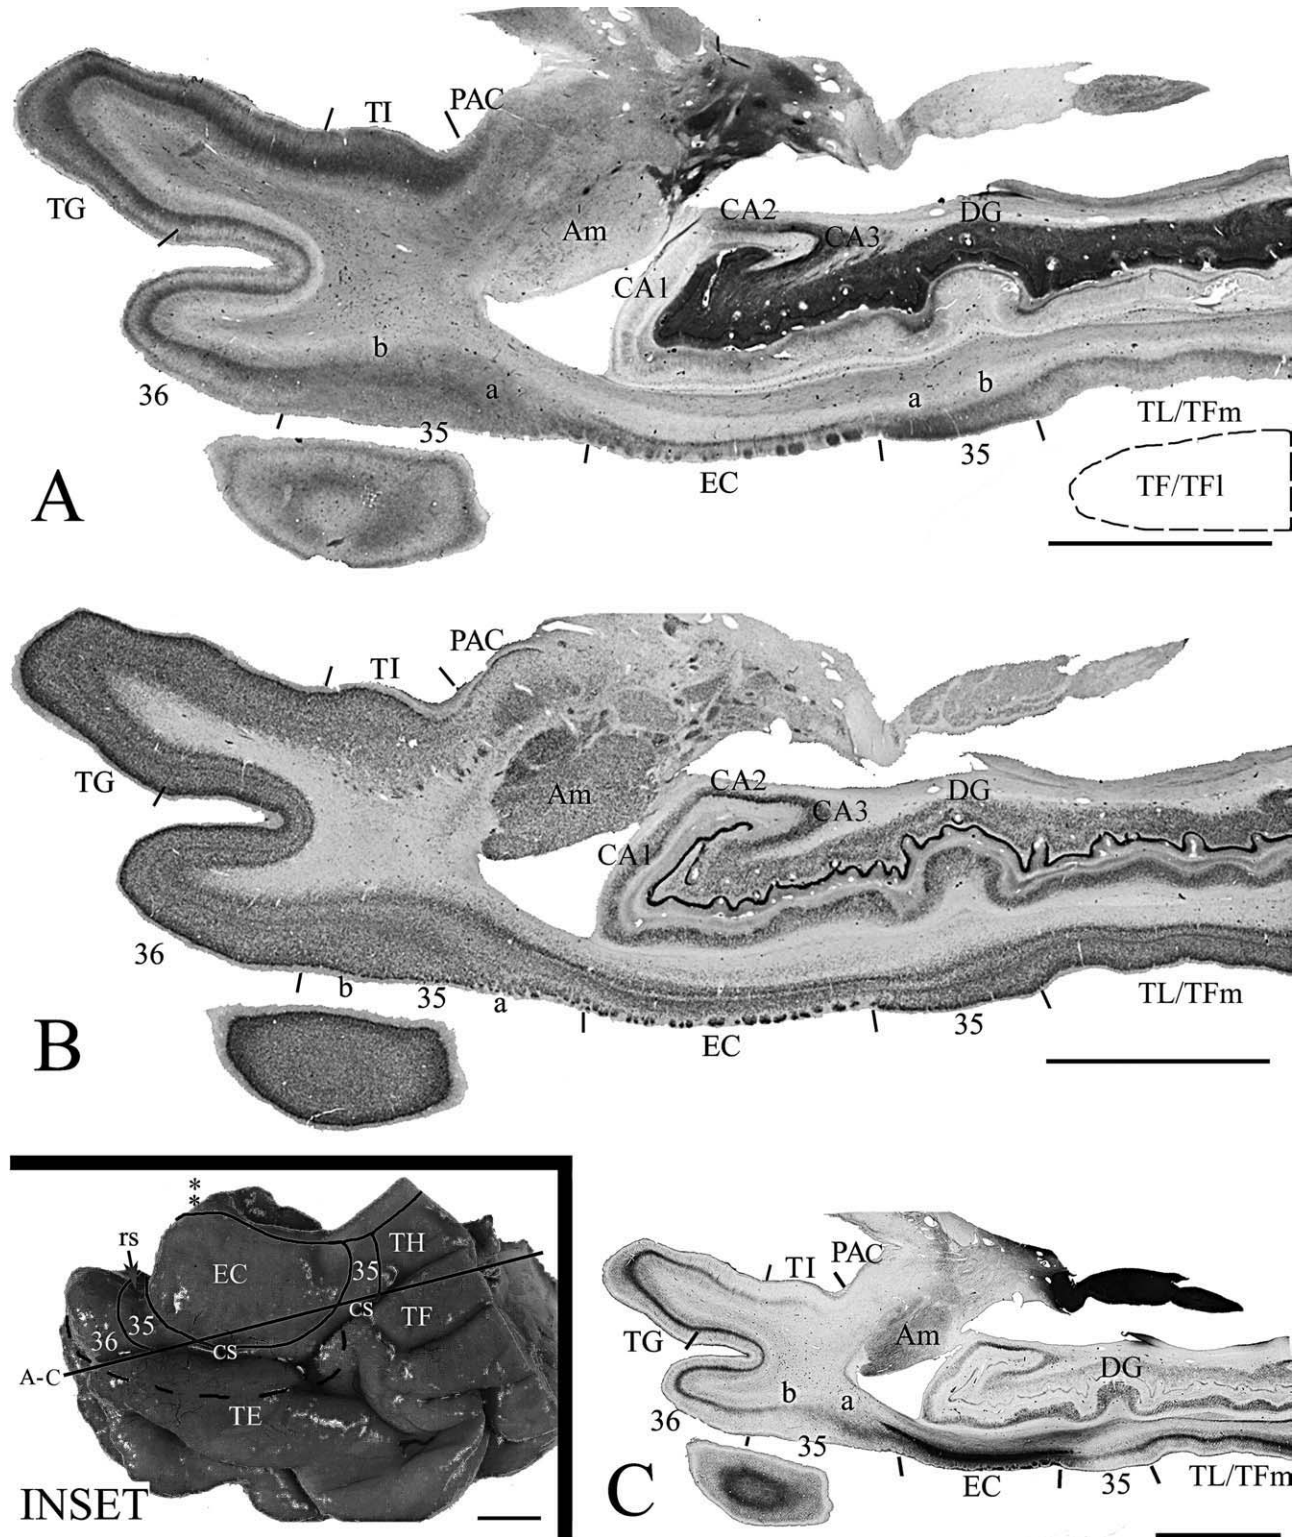 TI
PAC
TG
Am
CA2
DG
CA3
CA1
b
36
a
35
a
b
TL/TFm
35
EC
TF/TFl
A
PAC
TI
TG
Am
CA2
DG
CA3
CA1
36
b
35
a
TL/TFm
35
EC
B
**
rs
EC
35
TH
TF
cs
36
35
cs
A-C
TE
INSET
TI
PAC
TG
Am
DG
b
a
36
35
EC
35
TL/TFm
C